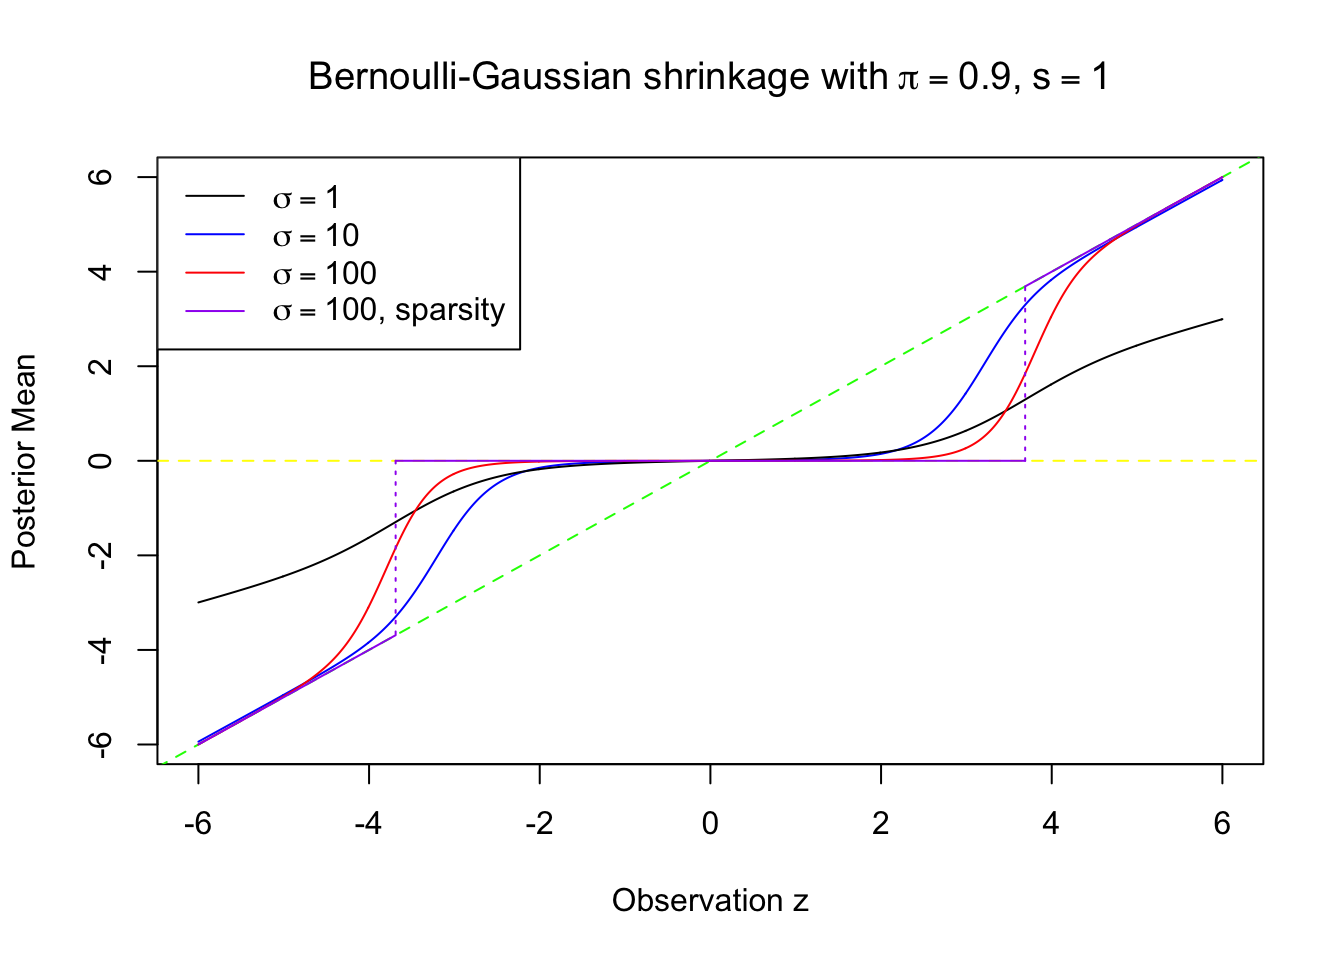 Bernoulli-Gaussian shrinkage with π = 0.9, s = 1
σ = 1
σ = 10
σ = 100
σ = 100, sparsity
Posterior Mean
6
4
2
0
-2
-4
-6
-6 -4 -2 0 2 4 6
Observation z